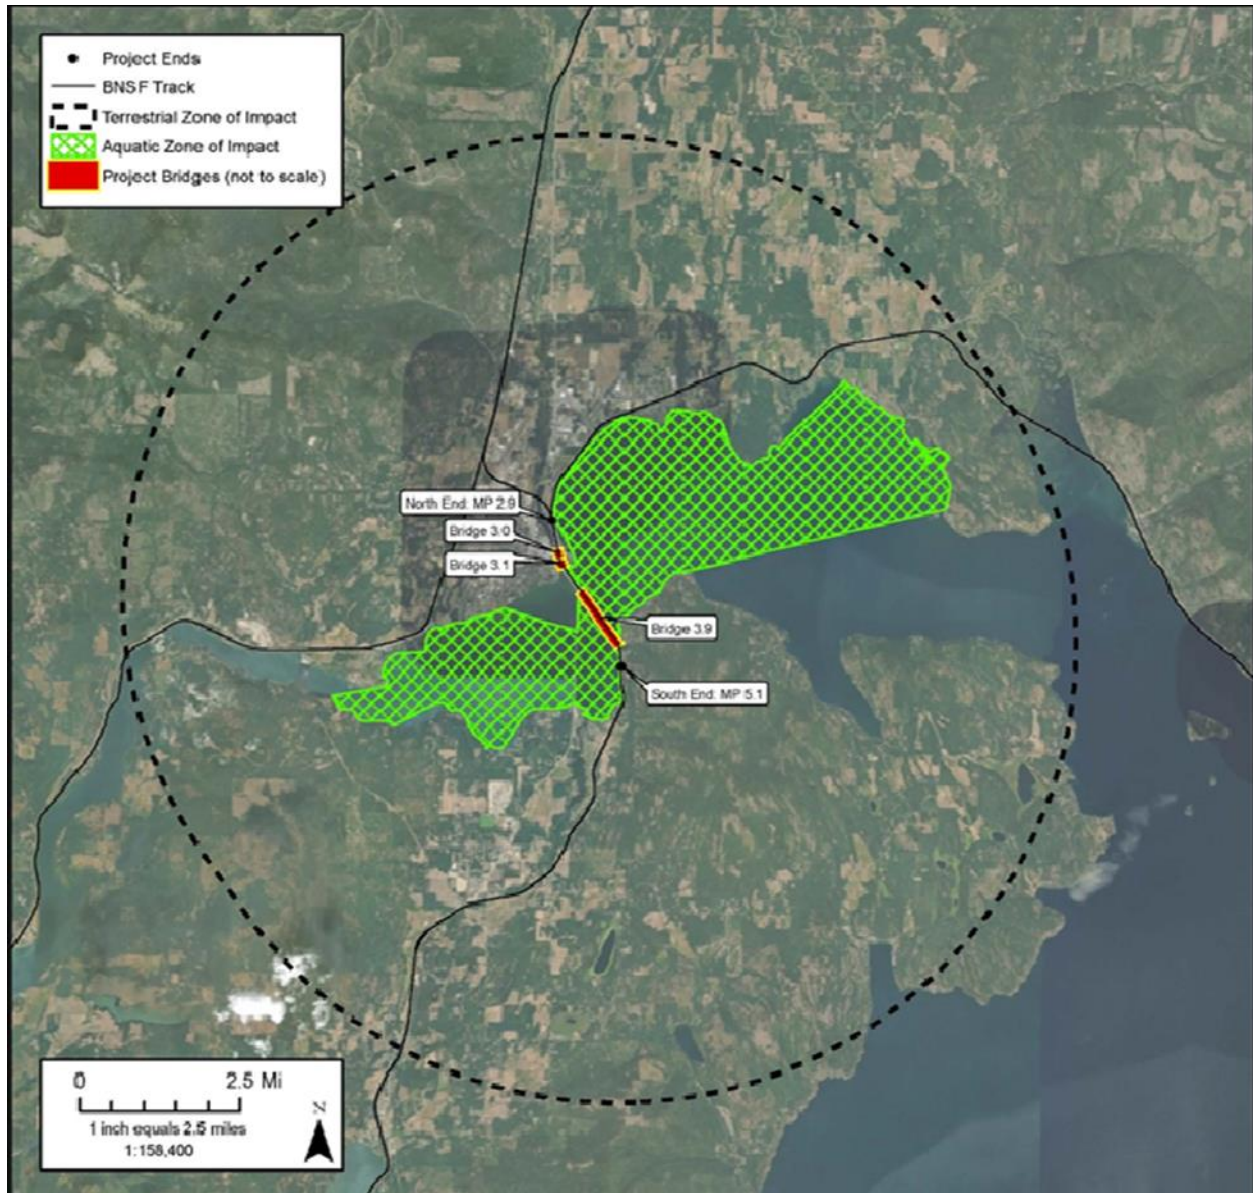 Project Ends
BNSF Track
Terrestrial Zone of Impact
Aquatic Zone of Impact
Project Bridges (not to scale)
North End: MP 2.9
Bridge 3.0
Bridge 3.1
Bridge 3.9
South End: MP 5.1
0 2.5 Mi
1 inch equals 2.5 miles
1:158,400
N